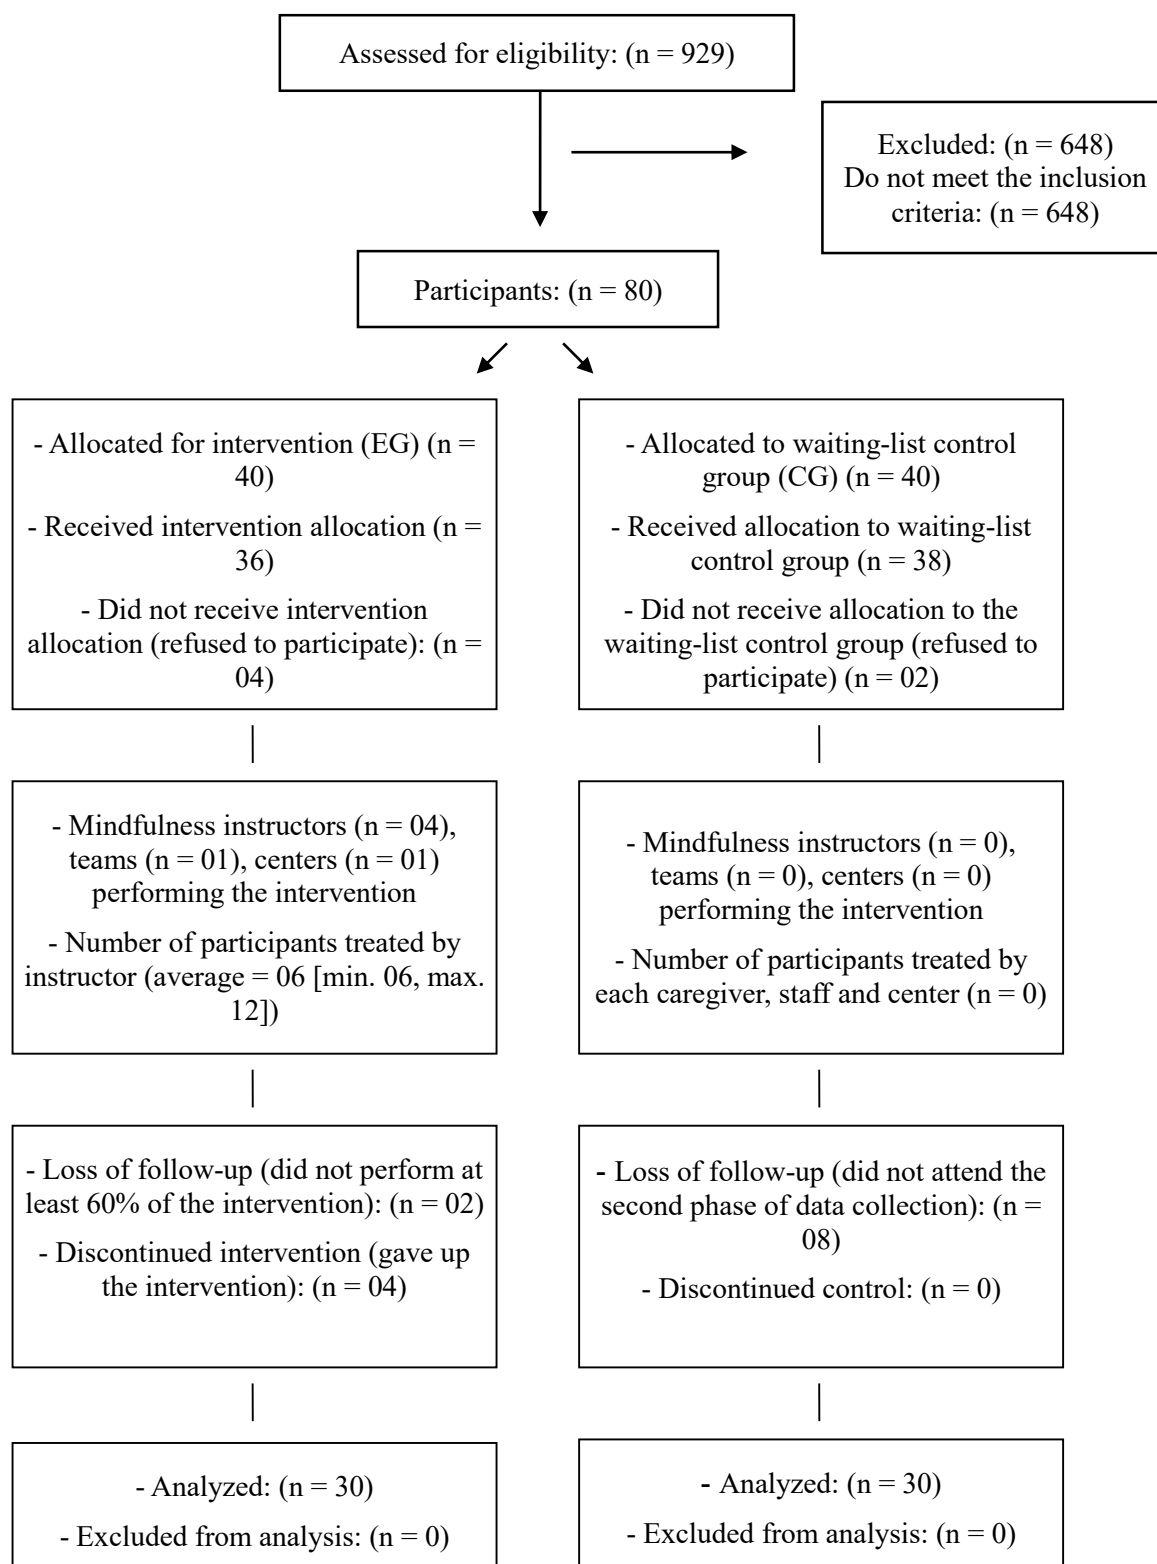 Assessed for eligibility: (n = 929)
Excluded: (n = 648)
Do not meet the inclusion
criteria: (n = 648)
Participants: (n = 80)
- Allocated for intervention (EG) (n =
40)
- Received intervention allocation (n =
36)
- Did not receive intervention
allocation (refused to participate): (n =
04)
- Allocated to waiting-list control
group (CG) (n = 40)
- Received allocation to waiting-list
control group (n = 38)
- Did not receive allocation to the
waiting-list control group (refused to
participate) (n = 02)
- Mindfulness instructors (n = 04),
teams (n = 01), centers (n = 01)
performing the intervention
- Number of participants treated by
instructor (average = 06 [min. 06, max.
12])
- Mindfulness instructors (n = 0),
teams (n = 0), centers (n = 0)
performing the intervention
- Number of participants treated by
each caregiver, staff and center (n = 0)
- Loss of follow-up (did not perform at
least 60% of the intervention): (n = 02)
- Discontinued intervention (gave up
the intervention): (n = 04)
- Loss of follow-up (did not attend the
second phase of data collection): (n =
08)
- Discontinued control: (n = 0)
- Analyzed: (n = 30)
- Excluded from analysis: (n = 0)
- Analyzed: (n = 30)
- Excluded from analysis: (n = 0)